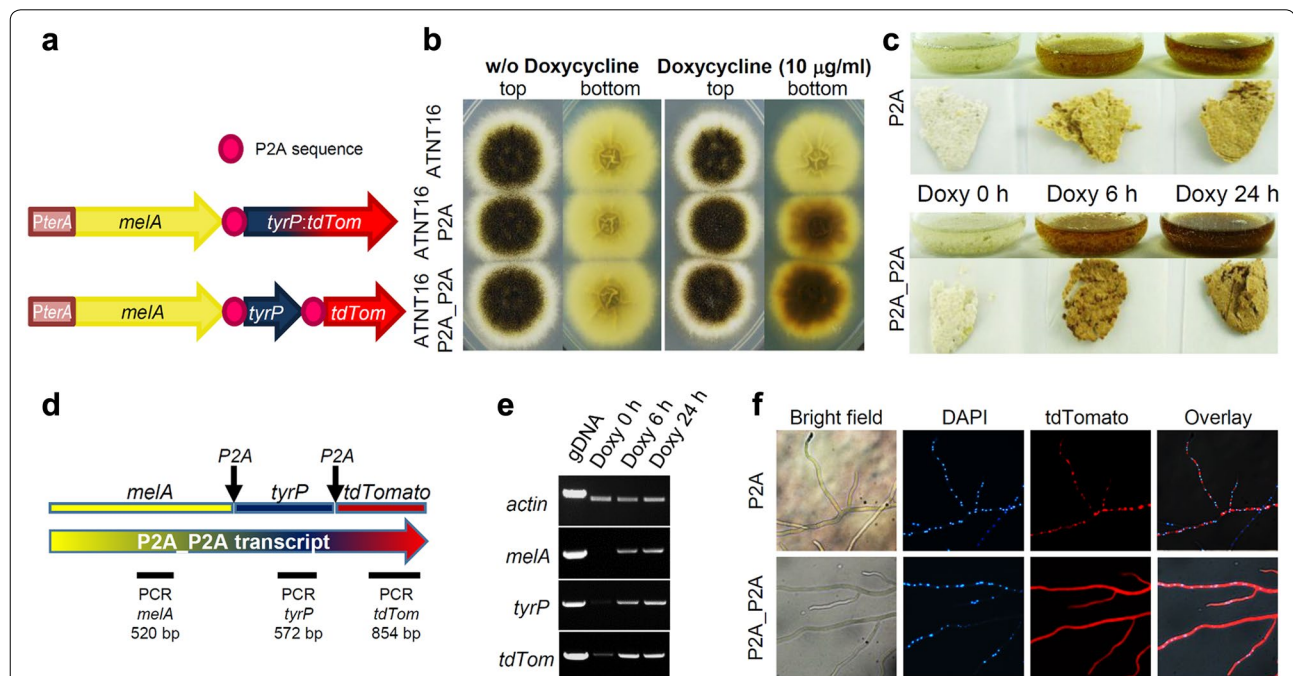 a
P2A sequence
PterA melA tyrP:tdTom
PterA melA tyrP tdTom
b
w/o Doxycycline Doxycycline (10 µg/ml)
top bottom top bottom
ATNT16
ATNT16 P2A
ATNT16 P2A_P2A
c
P2A
Doxy 0 h Doxy 6 h Doxy 24 h
P2A_P2A
d
P2A P2A
melA tyrP tdTomato
P2A_P2A transcript
PCR PCR PCR
melA tyrP tdTom
520 bp 572 bp 854 bp
e
gDNA Doxy 0 h Doxy 6 h Doxy 24 h
actin
melA
tyrP
tdTom
f
Bright field DAPI tdTomato Overlay
P2A
P2A_P2A